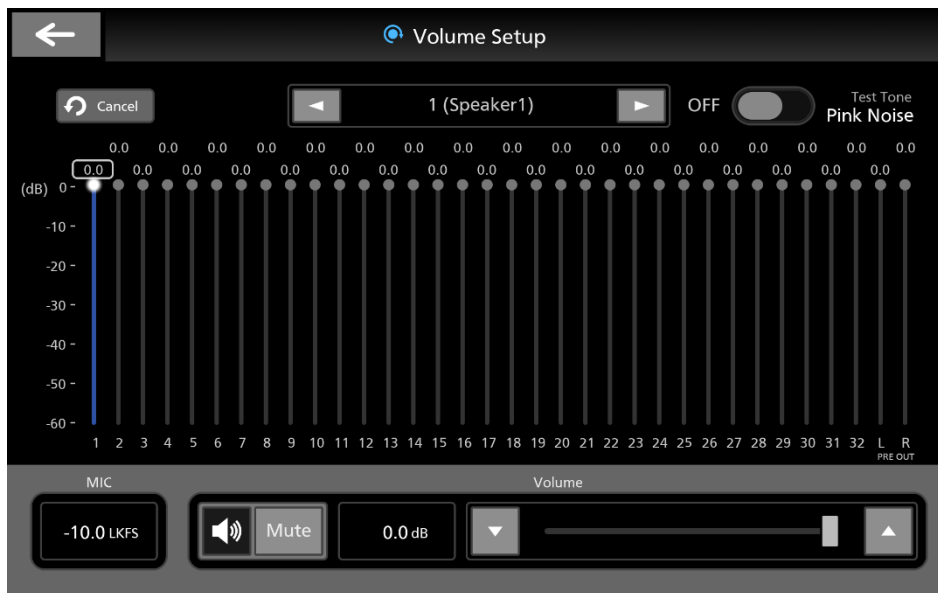 Volume Setup
Cancel
1 (Speaker1)
OFF
Test Tone
Pink Noise
0.0 0.0 0.0 0.0 0.0 0.0 0.0 0.0 0.0 0.0 0.0 0.0 0.0 0.0 0.0 0.0 0.0
0.0 0.0 0.0 0.0 0.0 0.0 0.0 0.0 0.0 0.0 0.0 0.0 0.0 0.0 0.0 0.0 0.0
(dB) 0
-10
-20
-30
-40
-50
-60
1 2 3 4 5 6 7 8 9 10 11 12 13 14 15 16 17 18 19 20 21 22 23 24 25 26 27 28 29 30 31 32 L R
PRE OUT
MIC
Volume
-10.0 LKFS
Mute
0.0 dB